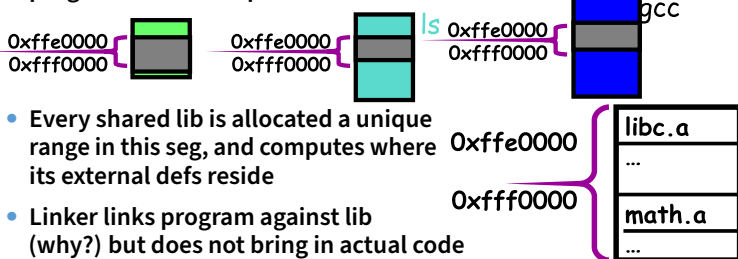 gcc
ls
0xffe0000
0xfff0000
0xffe0000
0xfff0000
0xffe0000
0xfff0000
• Every shared lib is allocated a unique
range in this seg, and computes where
its external defs reside
• Linker links program against lib
(why?) but does not bring in actual code
0xffe0000
0xfff0000
libc.a
...
math.a
...